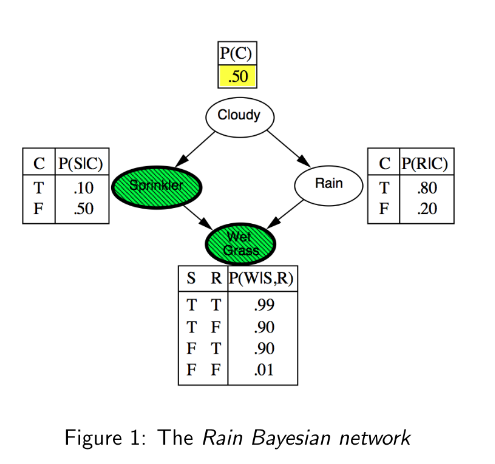 P(C)
.50
Cloudy
C P(S|C)
T .10
F .50
Sprinkler
Rain
C P(R|C)
T .80
F .20
Wet
Grass
S R P(W|S,R)
T T .99
T F .90
F T .90
F F .01
Figure 1: The Rain Bayesian network